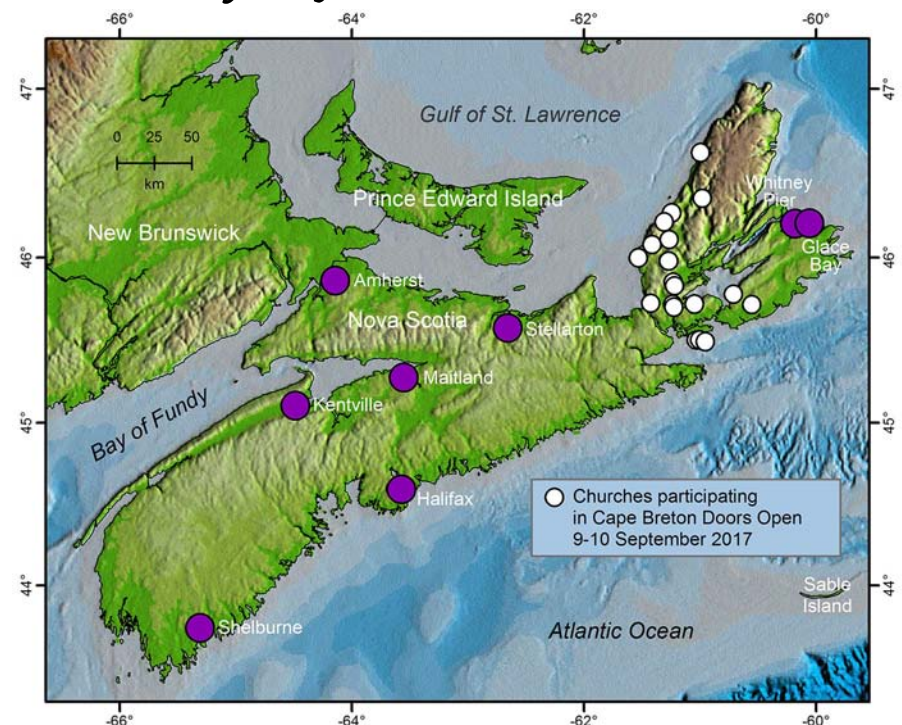 -66°
-64°
-62°
-60°
47°
47°
Gulf of St. Lawrence
0 25 50
km
Whitney
Pier
Prince Edward Island
New Brunswick
Glace
Bay
46°
46°
Amherst
Nova Scotia
Stellarton
Maitland
Kentville
Bay of Fundy
45°
45°
Halifax
Churches participating
in Cape Breton Doors Open
9-10 September 2017
44°
44°
Sable
Island
Shelburne
Atlantic Ocean
-66°
-64°
-62°
-60°